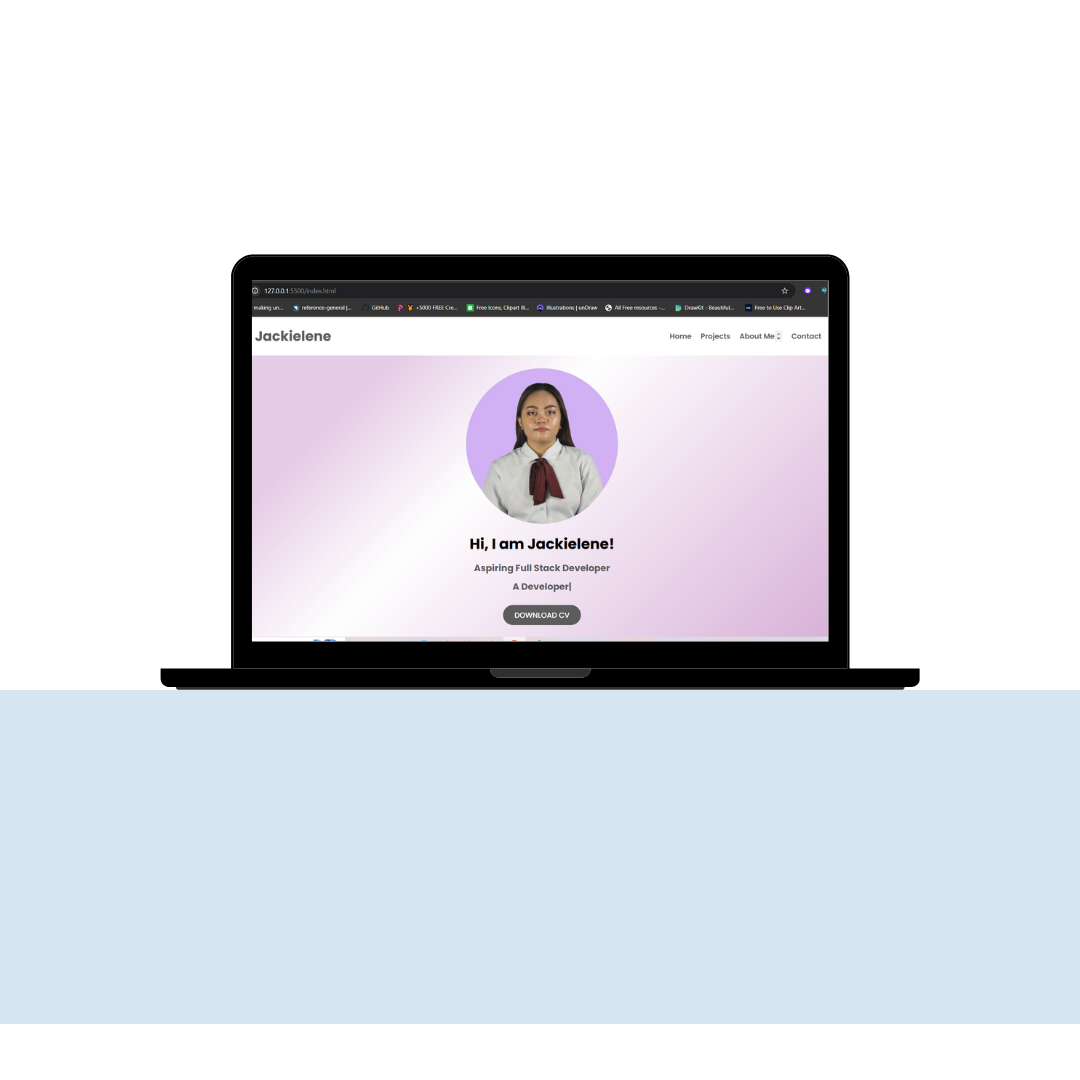 127.0.0.1:5500/index.html
making un... reference-general |... GitHub +3000 FREE Cre... Free Icons, Clipart Ill... Illustrations | unDraw All Free resources -... DrawKit - Beautiful... Free to Use Clip Art...
Jackielene Home Projects About Me Contact
Hi, I am Jackielene!
Aspiring Full Stack Developer
A Developer|
DOWNLOAD CV